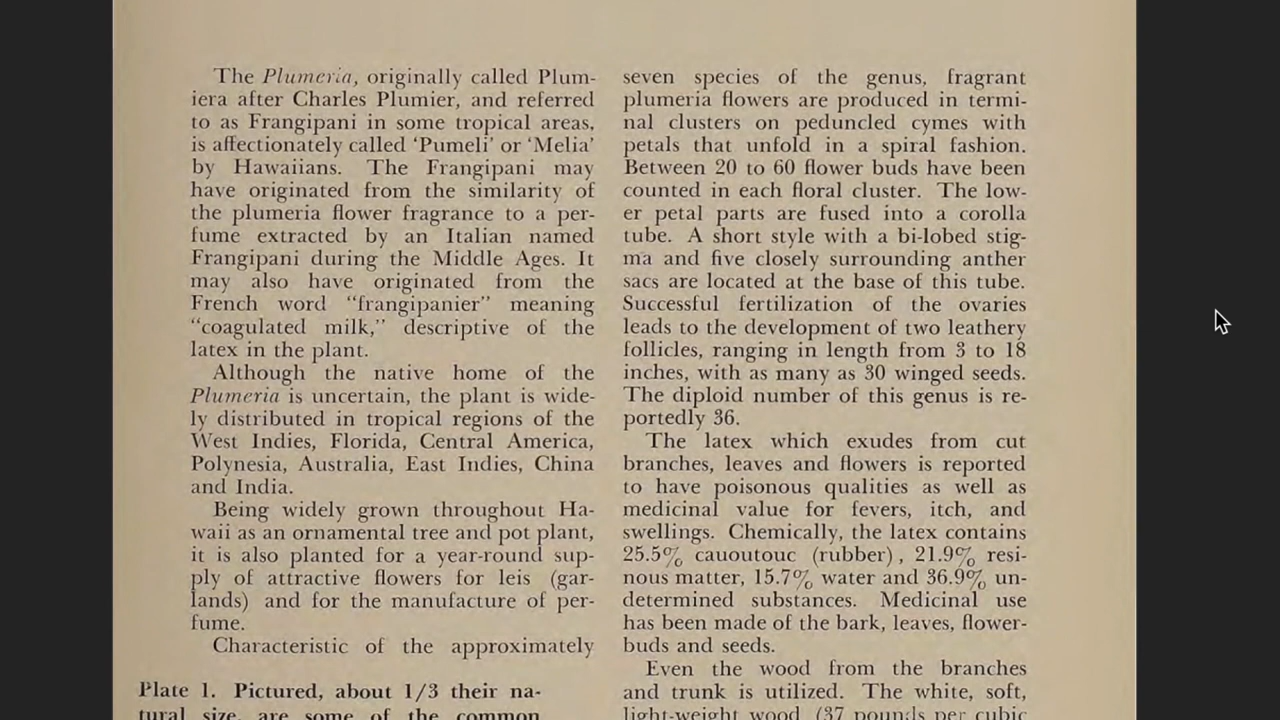 The Plumeria, originally called Plum-
iera after Charles Plumier, and referred
to as Frangipani in some tropical areas,
is affectionately called ‘Pumeli’ or ‘Melia’
by Hawaiians. The Frangipani may
have originated from the similarity of
the plumeria flower fragrance to a per-
fume extracted by an Italian named
Frangipani during the Middle Ages. It
may also have originated from the
French word “frangipanier” meaning
“coagulated milk,” descriptive of the
latex in the plant.
Although the native home of the
Plumeria is uncertain, the plant is wide-
ly distributed in tropical regions of the
West Indies, Florida, Central America,
Polynesia, Australia, East Indies, China
and India.
Being widely grown throughout Ha-
waii as an ornamental tree and pot plant,
it is also planted for a year-round sup-
ply of attractive flowers for leis (gar-
lands) and for the manufacture of per-
fume.
Characteristic of the approximately
Plate 1. Pictured, about 1/3 their na-
tural size, are some of the common
seven species of the genus, fragrant
plumeria flowers are produced in termi-
nal clusters on peduncled cymes with
petals that unfold in a spiral fashion.
Between 20 to 60 flower buds have been
counted in each floral cluster. The low-
er petal parts are fused into a corolla
tube. A short style with a bi-lobed stig-
ma and five closely surrounding anther
sacs are located at the base of this tube.
Successful fertilization of the ovaries
leads to the development of two leathery
follicles, ranging in length from 3 to 18
inches, with as many as 30 winged seeds.
The diploid number of this genus is re-
portedly 36.
The latex which exudes from cut
branches, leaves and flowers is reported
to have poisonous qualities as well as
medicinal value for fevers, itch, and
swellings. Chemically, the latex contains
25.5% cauoutouc (rubber), 21.9% resi-
nous matter, 15.7% water and 36.9% un-
determined substances. Medicinal use
has been made of the bark, leaves, flower-
buds and seeds.
Even the wood from the branches
and trunk is utilized. The white, soft,
light-weight wood (37 pounds per cubic